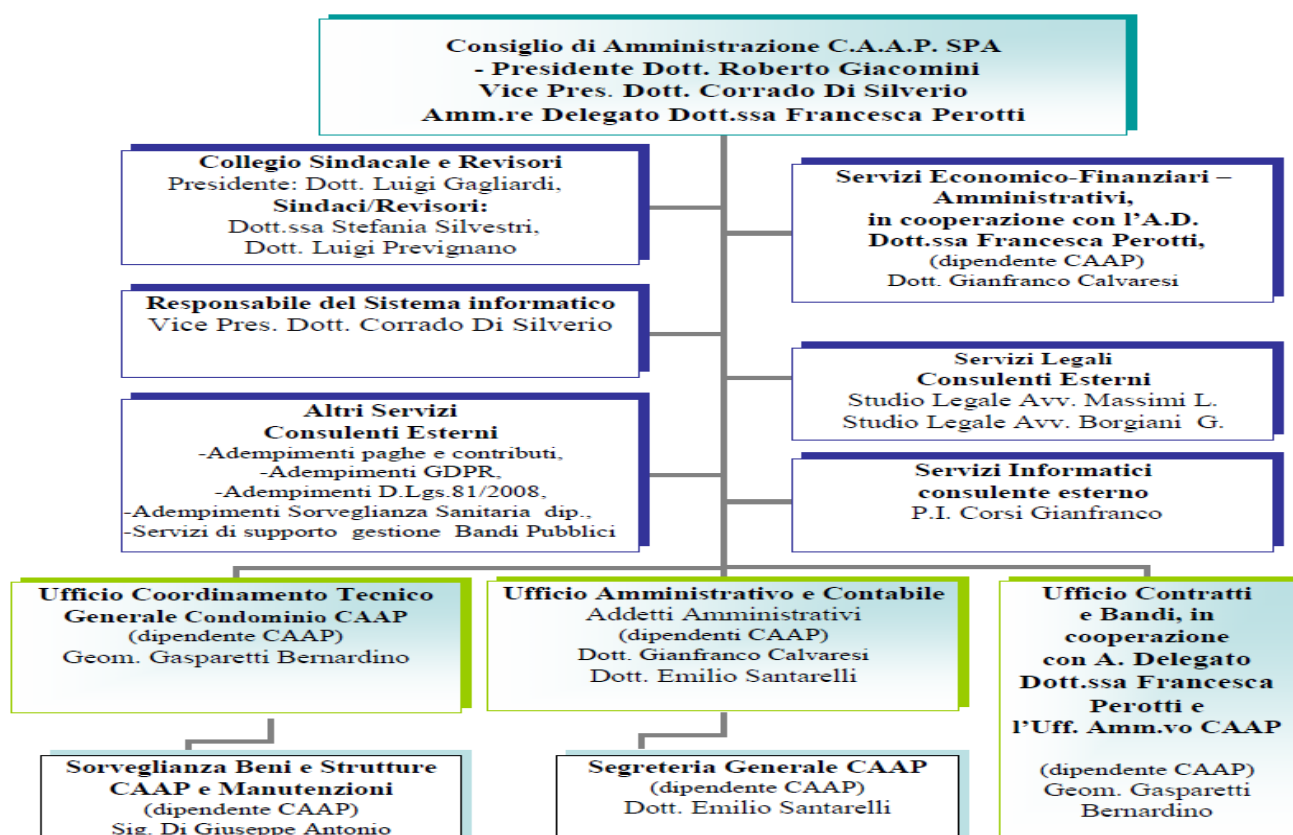 Consiglio di Amministrazione C.A.A.P. SPA
- Presidente Dott. Roberto Giacomini
Vice Pres. Dott. Corrado Di Silverio
Amm.re Delegato Dott.ssa Francesca Perotti
Collegio Sindacale e Revisori
Presidente: Dott. Luigi Gagliardi,
Sindaci/Revisori:
Dott.ssa Stefania Silvestri,
Dott. Luigi Prevignano
Servizi Economico-Finanziari –
Amministrativi,
in cooperazione con l'A.D.
Dott.ssa Francesca Perotti,
(dipendente CAAP)
Dott. Gianfranco Calvaresi
Responsabile del Sistema informatico
Vice Pres. Dott. Corrado Di Silverio
Servizi Legali
Consulenti Esterni
Studio Legale Avv. Massimi L.
Studio Legale Avv. Borgiani G.
Altri Servizi
Consulenti Esterni
-Adempimenti paghe e contributi,
-Adempimenti GDPR,
-Adempimenti D.Lgs.81/2008,
-Adempimenti Sorveglianza Sanitaria dip.,
-Servizi di supporto gestione Bandi Pubblici
Servizi Informatici
consulente esterno
P.I. Corsi Gianfranco
Ufficio Coordinamento Tecnico
Generale Condominio CAAP
(dipendente CAAP)
Geom. Gasparetti Bernardino
Ufficio Amministrativo e Contabile
Addetti Amministrativi
(dipendenti CAAP)
Dott. Gianfranco Calvaresi
Dott. Emilio Santarelli
Ufficio Contratti
e Bandi, in
cooperazione
con A. Delegato
Dott.ssa Francesca
Perotti e
l'Uff. Amm.vo CAAP
(dipendente CAAP)
Geom. Gasparetti
Bernardino
Sorveglianza Beni e Strutture
CAAP e Manutenzioni
(dipendente CAAP)
Sig. Di Giuseppe Antonio
Segreteria Generale CAAP
(dipendente CAAP)
Dott. Emilio Santarelli